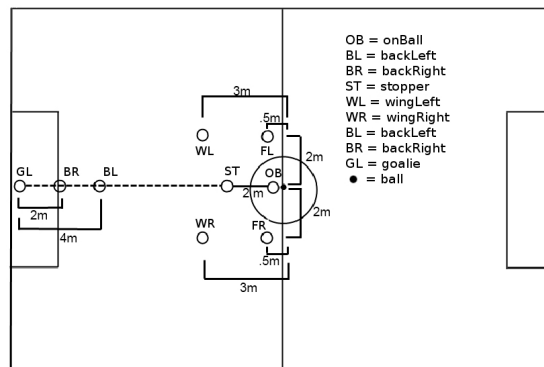 OB = onBall
BL = backLeft
BR = backRight
ST = stopper
WL = wingLeft
WR = wingRight
BL = backLeft
BR = backRight
GL = goalie
= ball
3m
.5m
WL
FL
2m
GL
BR
BL
ST
OB
2 m
2m
2m
4m
WR
FR
.5m
3m